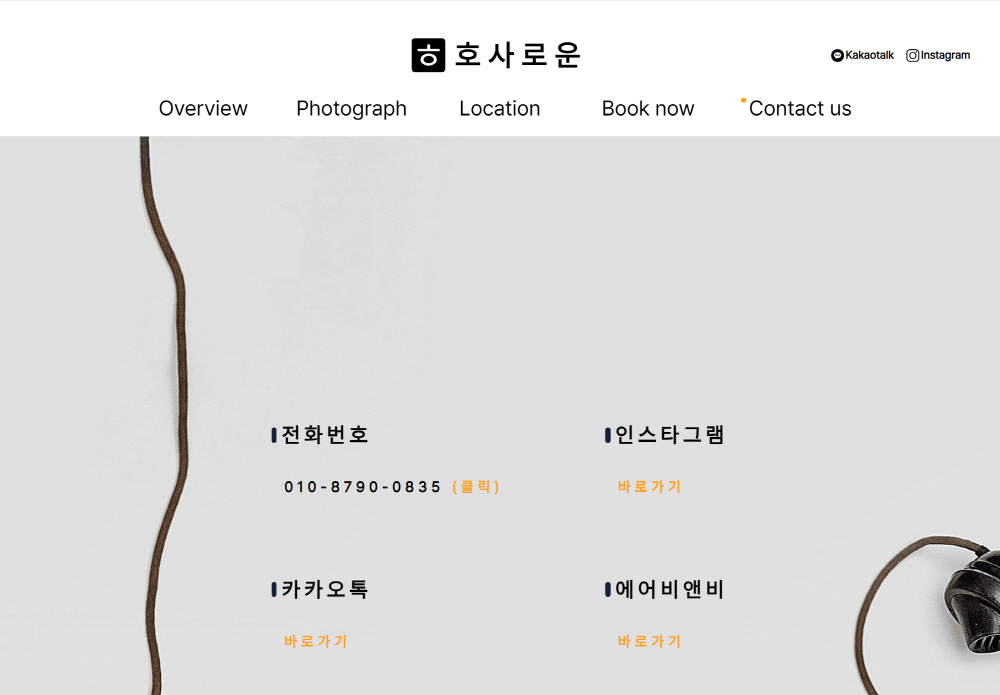 ㅎ 호사로운
Kakaotalk Instagram
Overview Photograph Location Book now Contact us
전화번호
010-8790-0835 (클릭)
인스타그램
바로가기
카카오톡
바로가기
에어비앤비
바로가기